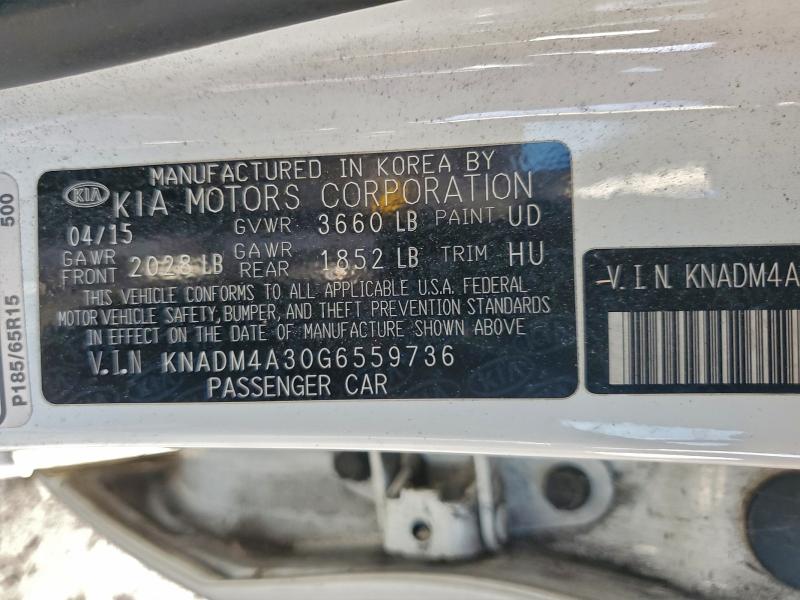 MANUFACTURED IN KOREA BY
KIA KIA MOTORS CORPORATION
04/15 GVWR 3660 LB PAINT UD
GAWR FRONT 2028 LB GAWR REAR 1852 LB TRIM HU
THIS VEHICLE CONFORMS TO ALL APPLICABLE U.S.A. FEDERAL
MOTOR VEHICLE SAFETY, BUMPER, AND THEFT PREVENTION STANDARDS
IN EFFECT ON THE DATE OF MANUFACTURE SHOWN ABOVE
V.I.N KNADM4A30G6559736
PASSENGER CAR
V.I.N. KNADM4A
P185/65R15
500